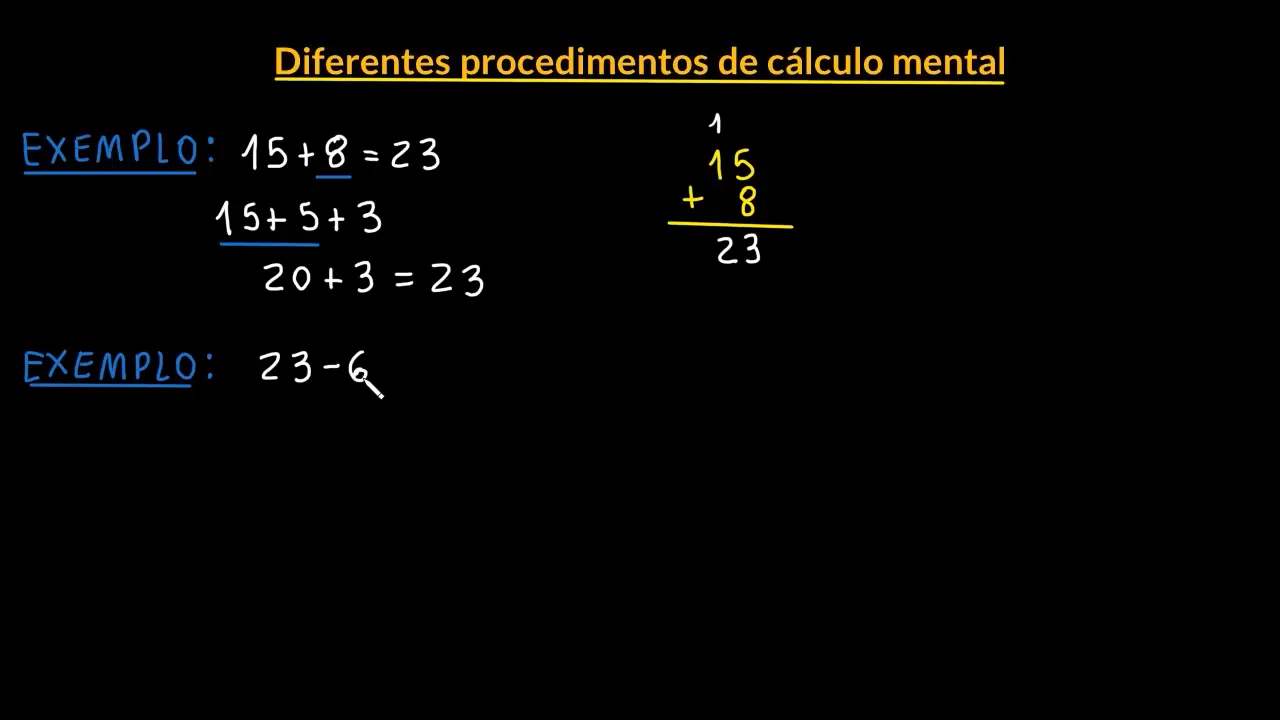 Diferentes procedimentos de cálculo mental
EXEMPLO: 15+8=23
15+5+3
20+3=23
1
15
+ 8
23
EXEMPLO: 23-6